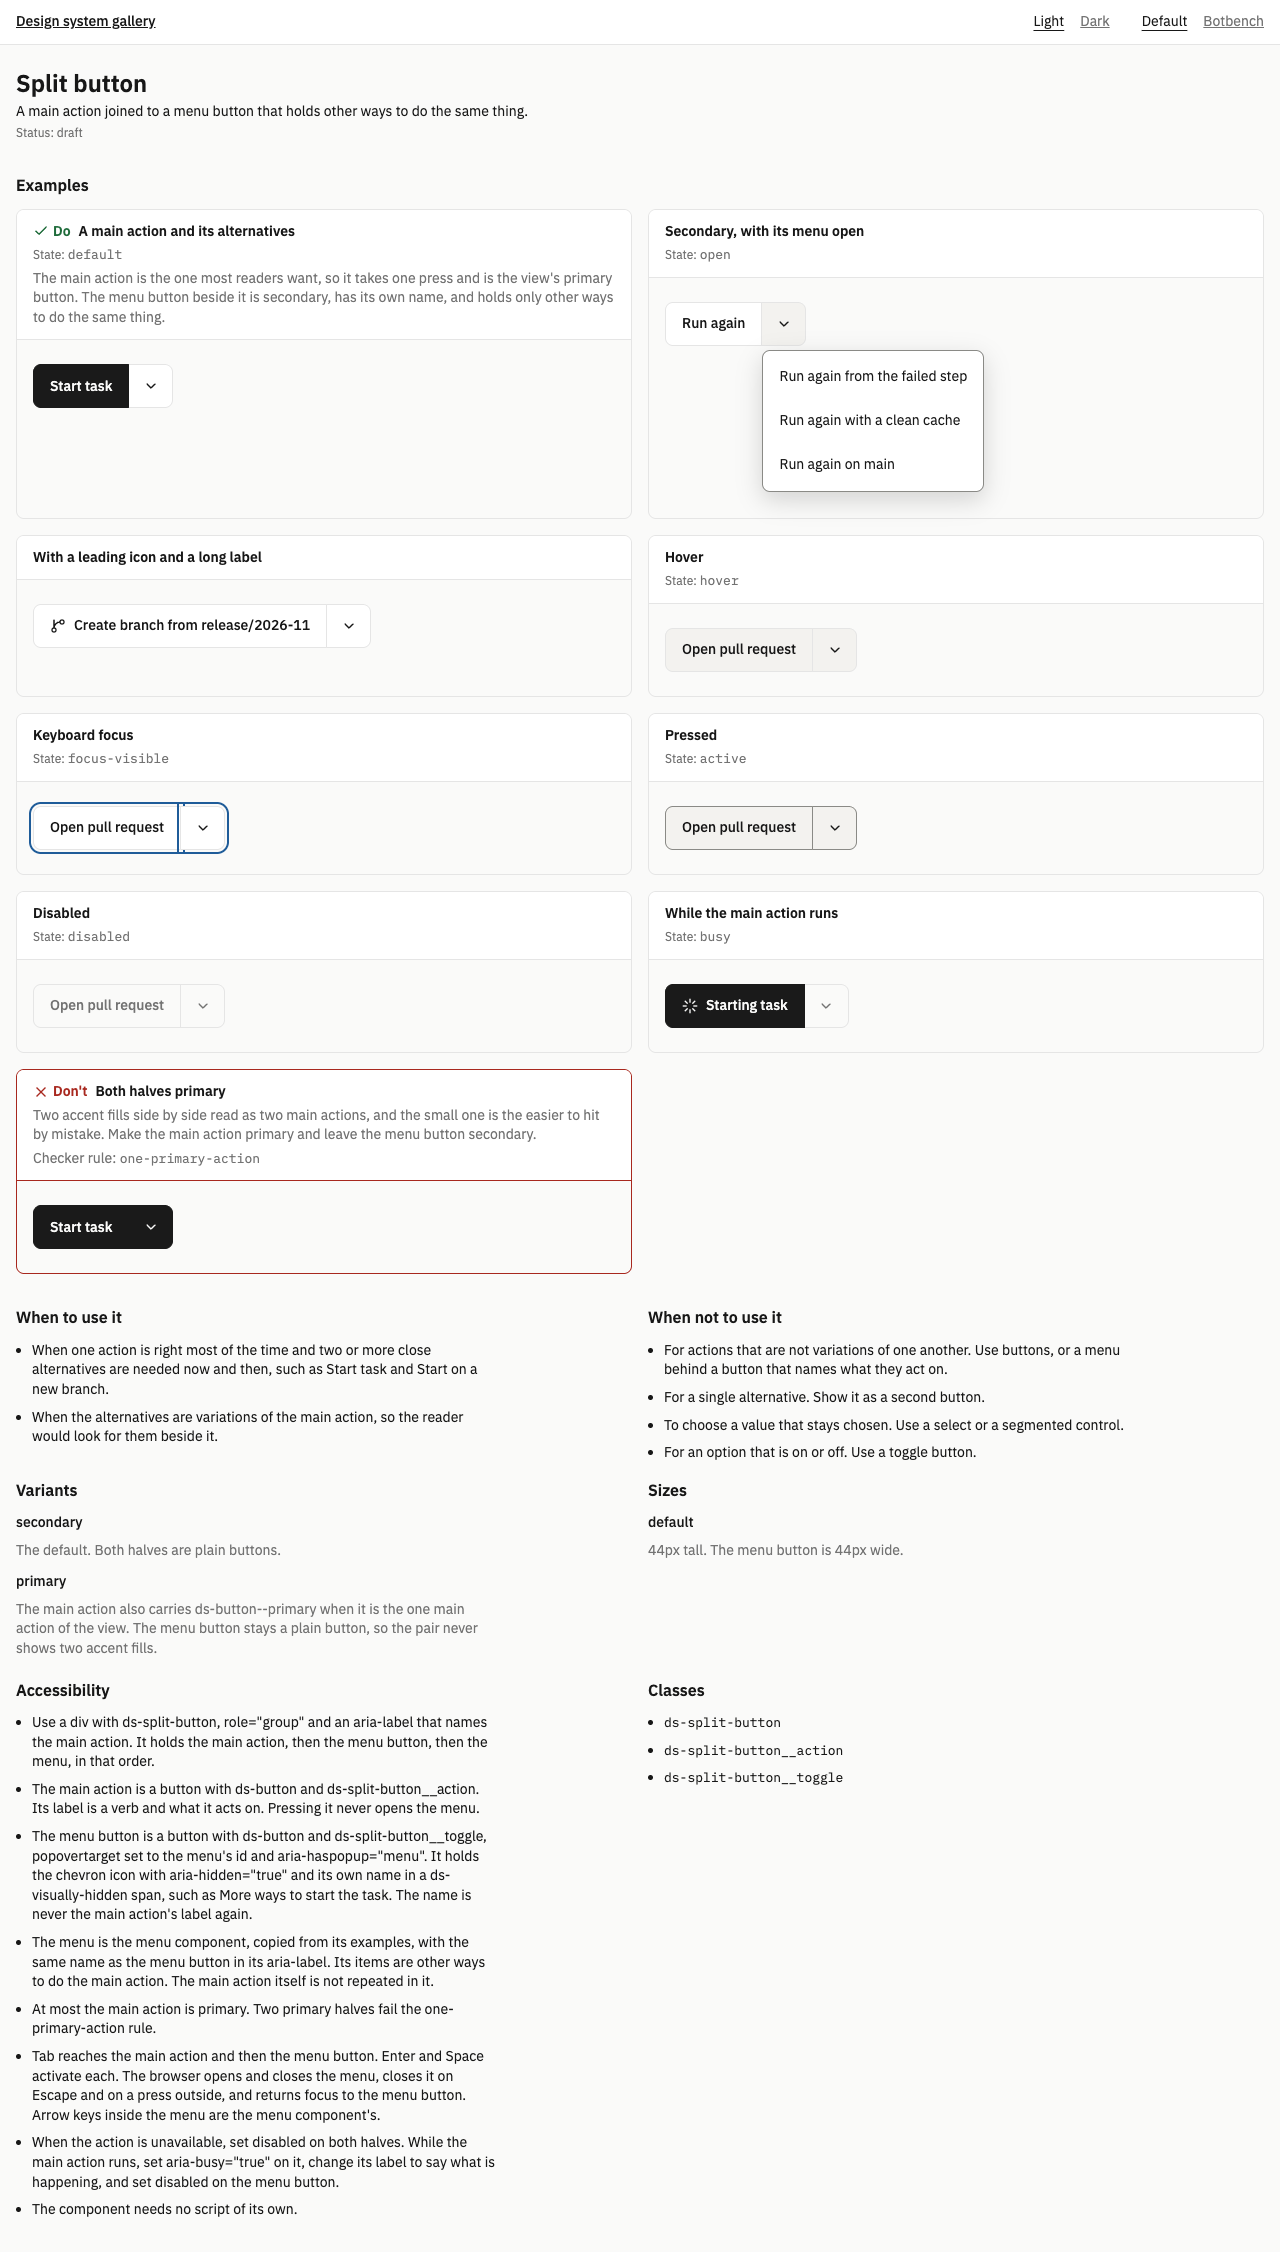 Design system gallery
Light Dark Default Botbench
Split button
A main action joined to a menu button that holds other ways to do the same thing.
Status: draft
Examples
Do A main action and its alternatives
State: default
The main action is the one most readers want, so it takes one press and is the view's primary
button. The menu button beside it is secondary, has its own name, and holds only other ways
to do the same thing.
Start task
Secondary, with its menu open
State: open
Run again
Run again from the failed step
Run again with a clean cache
Run again on main
With a leading icon and a long label
Create branch from release/2026-11
Hover
State: hover
Open pull request
Keyboard focus
State: focus-visible
Open pull request
Pressed
State: active
Open pull request
Disabled
State: disabled
Open pull request
While the main action runs
State: busy
Starting task
Don't Both halves primary
Two accent fills side by side read as two main actions, and the small one is the easier to hit
by mistake. Make the main action primary and leave the menu button secondary.
Checker rule: one-primary-action
Start task
When to use it
When one action is right most of the time and two or more close
alternatives are needed now and then, such as Start task and Start on a
new branch.
When the alternatives are variations of the main action, so the reader
would look for them beside it.
When not to use it
For actions that are not variations of one another. Use buttons, or a menu
behind a button that names what they act on.
For a single alternative. Show it as a second button.
To choose a value that stays chosen. Use a select or a segmented control.
For an option that is on or off. Use a toggle button.
Variants
secondary
The default. Both halves are plain buttons.
primary
The main action also carries ds-button--primary when it is the one main
action of the view. The menu button stays a plain button, so the pair never
shows two accent fills.
Sizes
default
44px tall. The menu button is 44px wide.
Accessibility
Use a div with ds-split-button, role="group" and an aria-label that names
the main action. It holds the main action, then the menu button, then the
menu, in that order.
The main action is a button with ds-button and ds-split-button__action.
Its label is a verb and what it acts on. Pressing it never opens the menu.
The menu button is a button with ds-button and ds-split-button__toggle,
popovertarget set to the menu's id and aria-haspopup="menu". It holds
the chevron icon with aria-hidden="true" and its own name in a ds-
visually-hidden span, such as More ways to start the task. The name is
never the main action's label again.
The menu is the menu component, copied from its examples, with the
same name as the menu button in its aria-label. Its items are other ways
to do the main action. The main action itself is not repeated in it.
At most the main action is primary. Two primary halves fail the one-
primary-action rule.
Tab reaches the main action and then the menu button. Enter and Space
activate each. The browser opens and closes the menu, closes it on
Escape and on a press outside, and returns focus to the menu button.
Arrow keys inside the menu are the menu component's.
When the action is unavailable, set disabled on both halves. While the
main action runs, set aria-busy="true" on it, change its label to say what is
happening, and set disabled on the menu button.
The component needs no script of its own.
Classes
ds-split-button
ds-split-button__action
ds-split-button__toggle